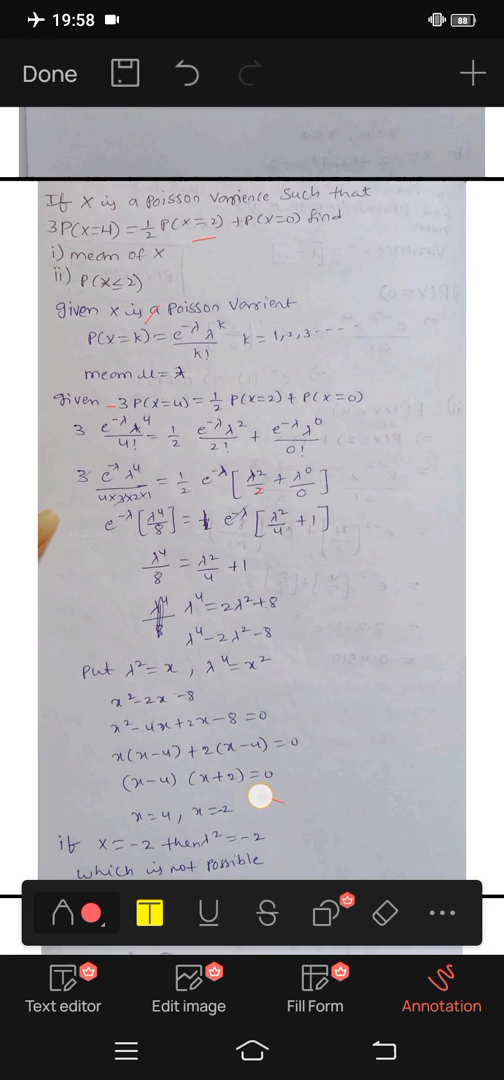 19:58
88
Done
If X is a Poisson Varience Such that
3P(X=4) = 1/2 P(X=2) + P(X=0) find
i) mean of X
ii) P(X≤2)
given X is a Poisson Varient
P(X=k) = e^-λ λ^k / k! k = 1,2,3 - - - -
mean μ = λ
given 3P(X=4) = 1/2 P(X=2) + P(X=0)
3 e^-λ λ^4 / 4! = 1/2 e^-λ λ^2 / 2! + e^-λ λ^0 / 0!
3 e^-λ λ^4 / 4×3×2×1 = 1/2 e^-λ [λ^2/2 + λ^0/0]
e^-λ [λ^4/8] = e^-λ [λ^2/4 + 1]
λ^4/8 = λ^2/4 + 1
λ^4 = 2λ^2+8
λ^4 - 2λ^2 - 8
Put λ^2 = x, λ^4 = x^2
x^2 - 2x - 8
x^2 - 4x + 2x - 8 = 0
x(x-4) + 2(x-4) = 0
(x-4) (x+2) = 0
x = 4, x = -2
if x = -2 then λ^2 = -2
which is not possible
T
U
S
Text editor
Edit image
Fill Form
Annotation